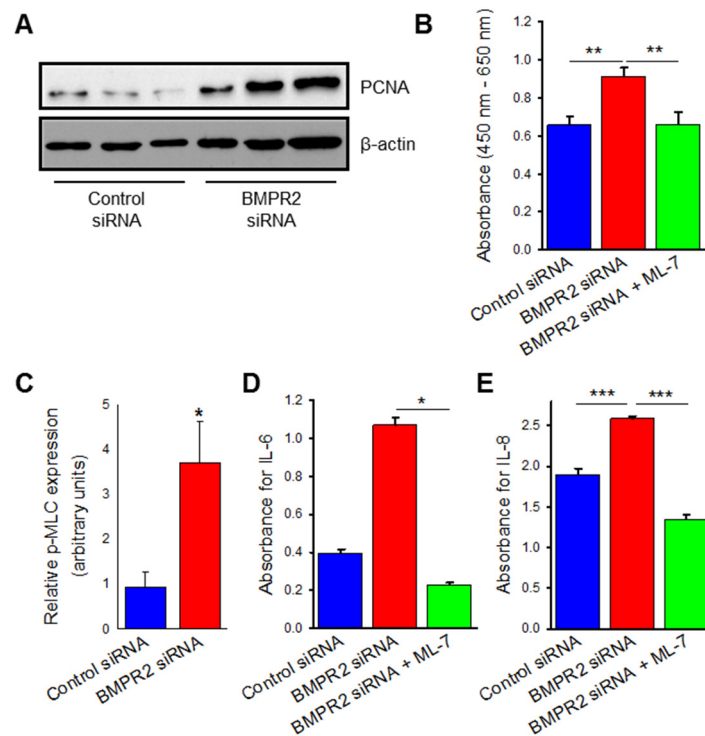 A
PCNA
β-actin
Control
siRNA
BMPR2
siRNA
B
Absorbance (450 nm - 650 nm)
1.2
1.0
0.8
0.6
0.4
0.2
0.0
**
**
Control siRNA
BMPR2 siRNA
BMPR2 siRNA + ML-7
C
Relative p-MLC expression
(arbitrary units)
5
4
3
2
1
0
*
Control siRNA
BMPR2 siRNA
D
Absorbance for IL-6
1.2
1.0
0.8
0.6
0.4
0.2
0.0
*
Control siRNA
BMPR2 siRNA
BMPR2 siRNA + ML-7
E
Absorbance for IL-8
2.5
2.0
1.5
1.0
0.5
0.0
***
***
Control siRNA
BMPR2 siRNA
BMPR2 siRNA + ML-7